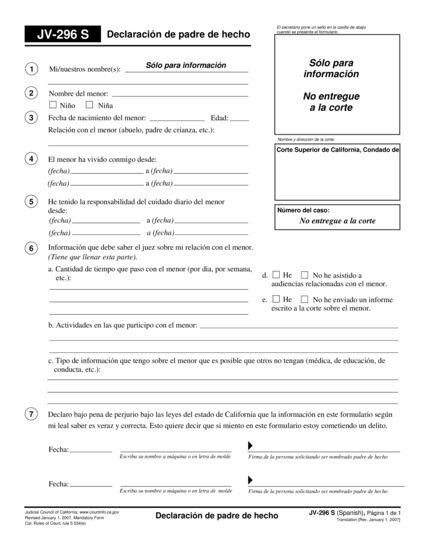 JV-296 S
Declaración de padre de hecho
El secretario pone un sello en la casilla de abajo
cuando se presenta el formulario.
Sólo para
información
No entregue
a la corte
Nombre y dirección de la corte:
Corte Superior de California, Condado de
Número del caso:
No entregue a la corte
1 Mi/nuestros nombre(s): Sólo para información
2 Nombre del menor:
Niño Niña
3 Fecha de nacimiento del menor: Edad:
Relación con el menor (abuelo, padre de crianza, etc.):
4 El menor ha vivido conmigo desde:
(fecha) a (fecha)
(fecha) a (fecha)
5 He tenido la responsabilidad del cuidado diario del menor
desde:
(fecha) a (fecha)
(fecha) a (fecha)
6 Información que debe saber el juez sobre mi relación con el menor.
(Tiene que llenar esta parte).
a. Cantidad de tiempo que paso con el menor (por día, por semana,
etc.):
d. He No he asistido a
audiencias relacionadas con el menor.
e. He No he enviado un informe
escrito a la corte sobre el menor.
b. Actividades en las que participo con el menor:
c. Tipo de información que tengo sobre el menor que es posible que otros no tengan (médica, de educación, de
conducta, etc.):
7 Declaro bajo pena de perjurio bajo las leyes del estado de California que la información en este formulario según
mi leal saber es veraz y correcta. Esto quiere decir que si miento en este formulario estoy cometiendo un delito.
Fecha:
Escriba su nombre a máquina o en letra de molde Firma de la persona solicitando ser nombrado padre de hecho
Fecha:
Escriba su nombre a máquina o en letra de molde Firma de la persona solicitando ser nombrado padre de hecho
Judicial Council of California, www.courtinfo.ca.gov
Revised January 1, 2007, Mandatory Form
Cal. Rules of Court, rule 5.534(e)
Declaración de padre de hecho
JV-296 S (Spanish), Página 1 de 1
Translation [Rev. January 1, 2007]